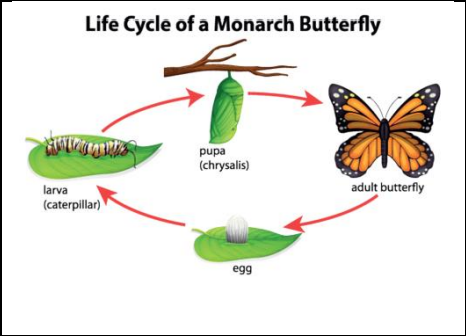 Life Cycle of a Monarch Butterfly
pupa
(chrysalis)
larva
(caterpillar)
adult butterfly
egg